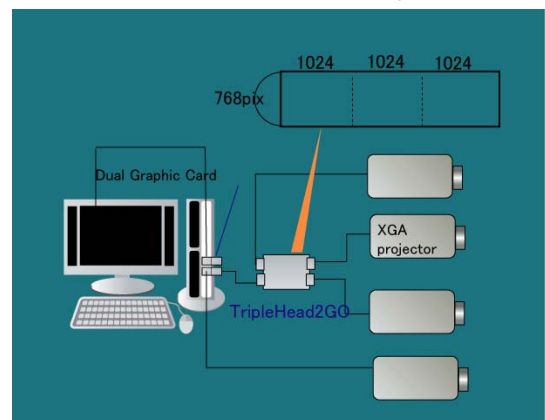 1024 1024 1024
768pix
Dual Graphic Card
XGA
projector
TripleHead2GO